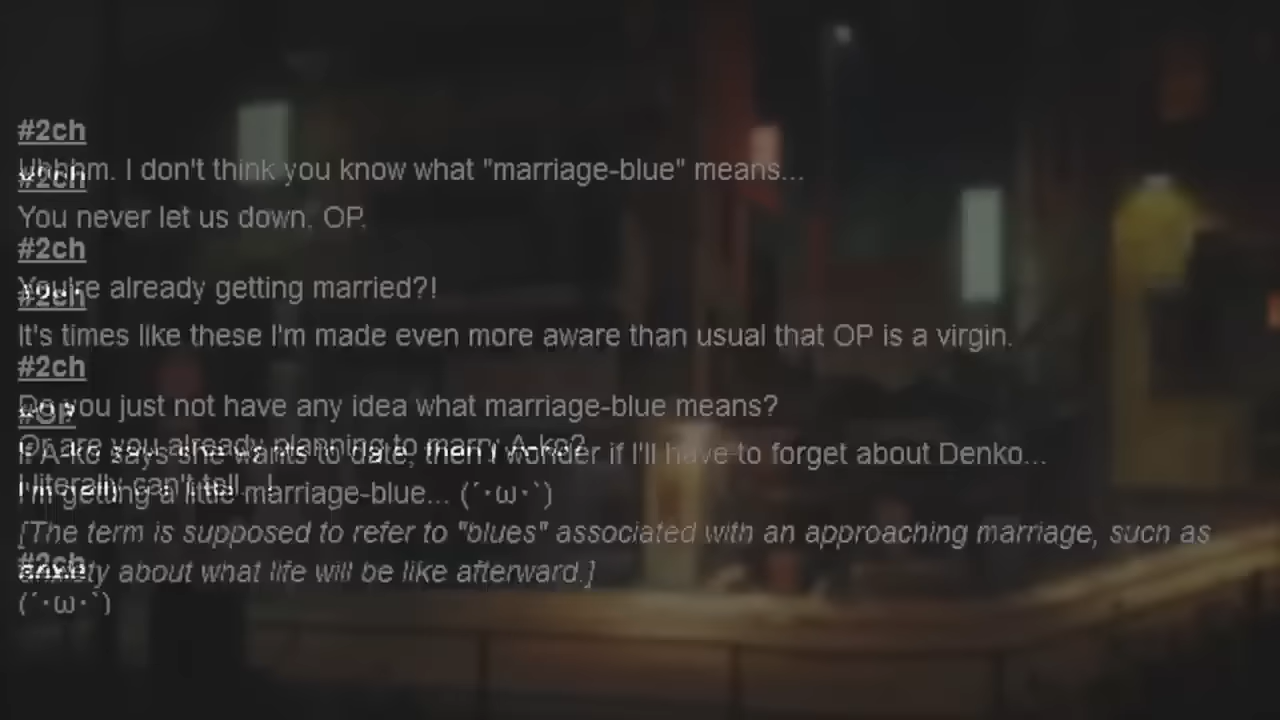 #2ch
Uhhhm. I don't think you know what "marriage-blue" means...
#2ch
You never let us down, OP.
#2ch
You're already getting married?!
#2ch
It's times like these I'm made even more aware than usual that OP is a virgin.
#2ch
Do you just not have any idea what marriage-blue means?
#OP
Or are you already planning to marry A-ko?
If A-ko says she wants to date, then I wonder if I'll have to forget about Denko...
I literally can't tell...!
I'm getting a little marriage-blue... (´･ω･`)
[The term is supposed to refer to "blues" associated with an approaching marriage, such as
#2ch
anxiety about what life will be like afterward.]
(´･ω･`)